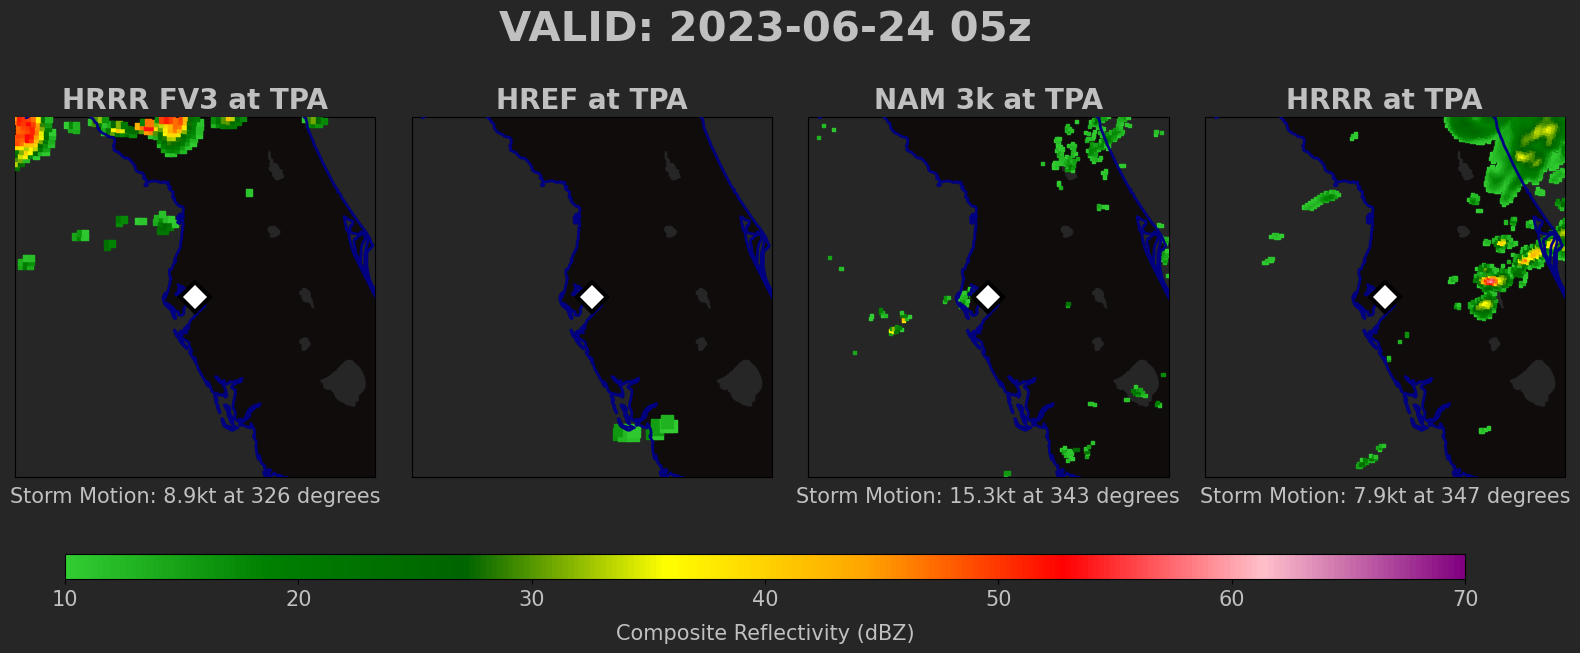 VALID: 2023-06-24 05z
HRRR FV3 at TPA
HREF at TPA
NAM 3k at TPA
HRRR at TPA
Storm Motion: 8.9kt at 326 degrees
Storm Motion: 15.3kt at 343 degrees
Storm Motion: 7.9kt at 347 degrees
10 20 30 40 50 60 70
Composite Reflectivity (dBZ)